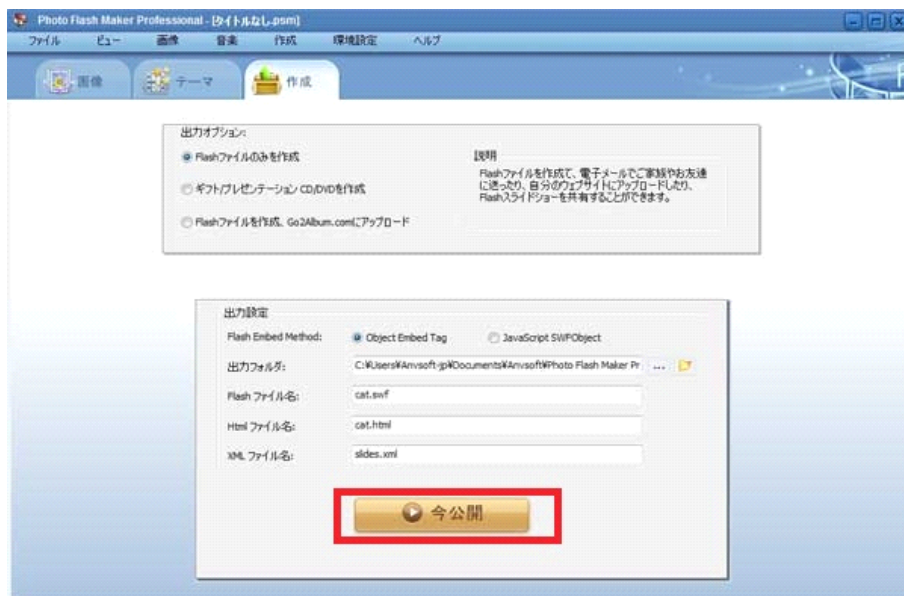 Photo Flash Maker Professional - [タイトルなし.psm]
ファイル ビュー 画像 音楽 作成 環境設定 ヘルプ
画像 テーマ 作成
出力オプション:
Flashファイルのみを作成
ギフト/プレゼンテーション CD/DVDを作成
Flashファイルを作成、Go2Album.comにアップロード
説明
Flashファイルを作成て、電子メールでご家族やお友達
に送ったり、自分のウェブサイトにアップロードしたり、
Flashスライドショーを共有することができます。
出力設定
Flash Embed Method: Object Embed Tag JavaScript SWFObject
出力フォルダ: C:¥Users¥Anvsoft-jp¥Documents¥Anvsoft¥Photo Flash Maker Pr ...
Flash ファイル名: cat.swf
Html ファイル名: cat.html
XML ファイル名: slides.xml
今公開